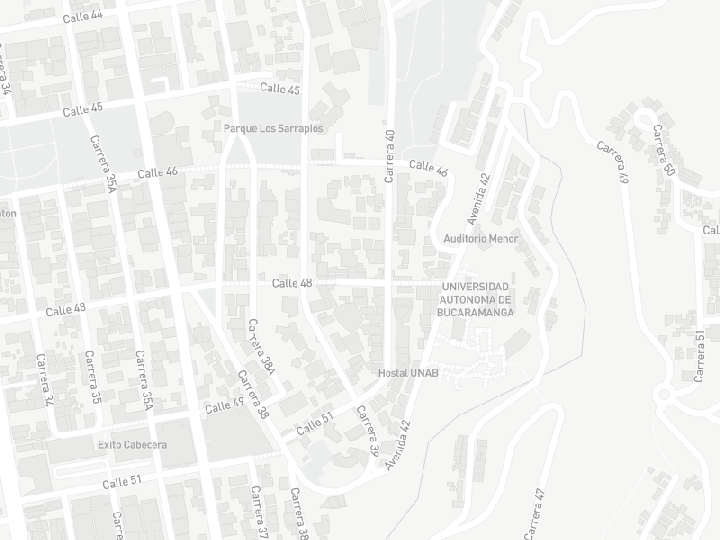 Calle 44
Carrera 34
Calle 45
Calle 45
Parque Los Sarrapios
Carrera 40
Carrera 35A
Calle 46
Calle 46
Carrera 49
Carrera 50
Avenida 42
Auditorio Menor
Calle 48
UNIVERSIDAD
AUTONOMA DE
BUCARAMANGA
Calle 48
Carrera 38A
Carrera 51
Carrera 34
Carrera 35
Carrera 35A
Carrera 38
Hostal UNAB
Calle 49
Calle 51
Carrera 39
Avenida 42
Exito Cabecera
Calle 51
Carrera 37
Carrera 38
Carrera 47